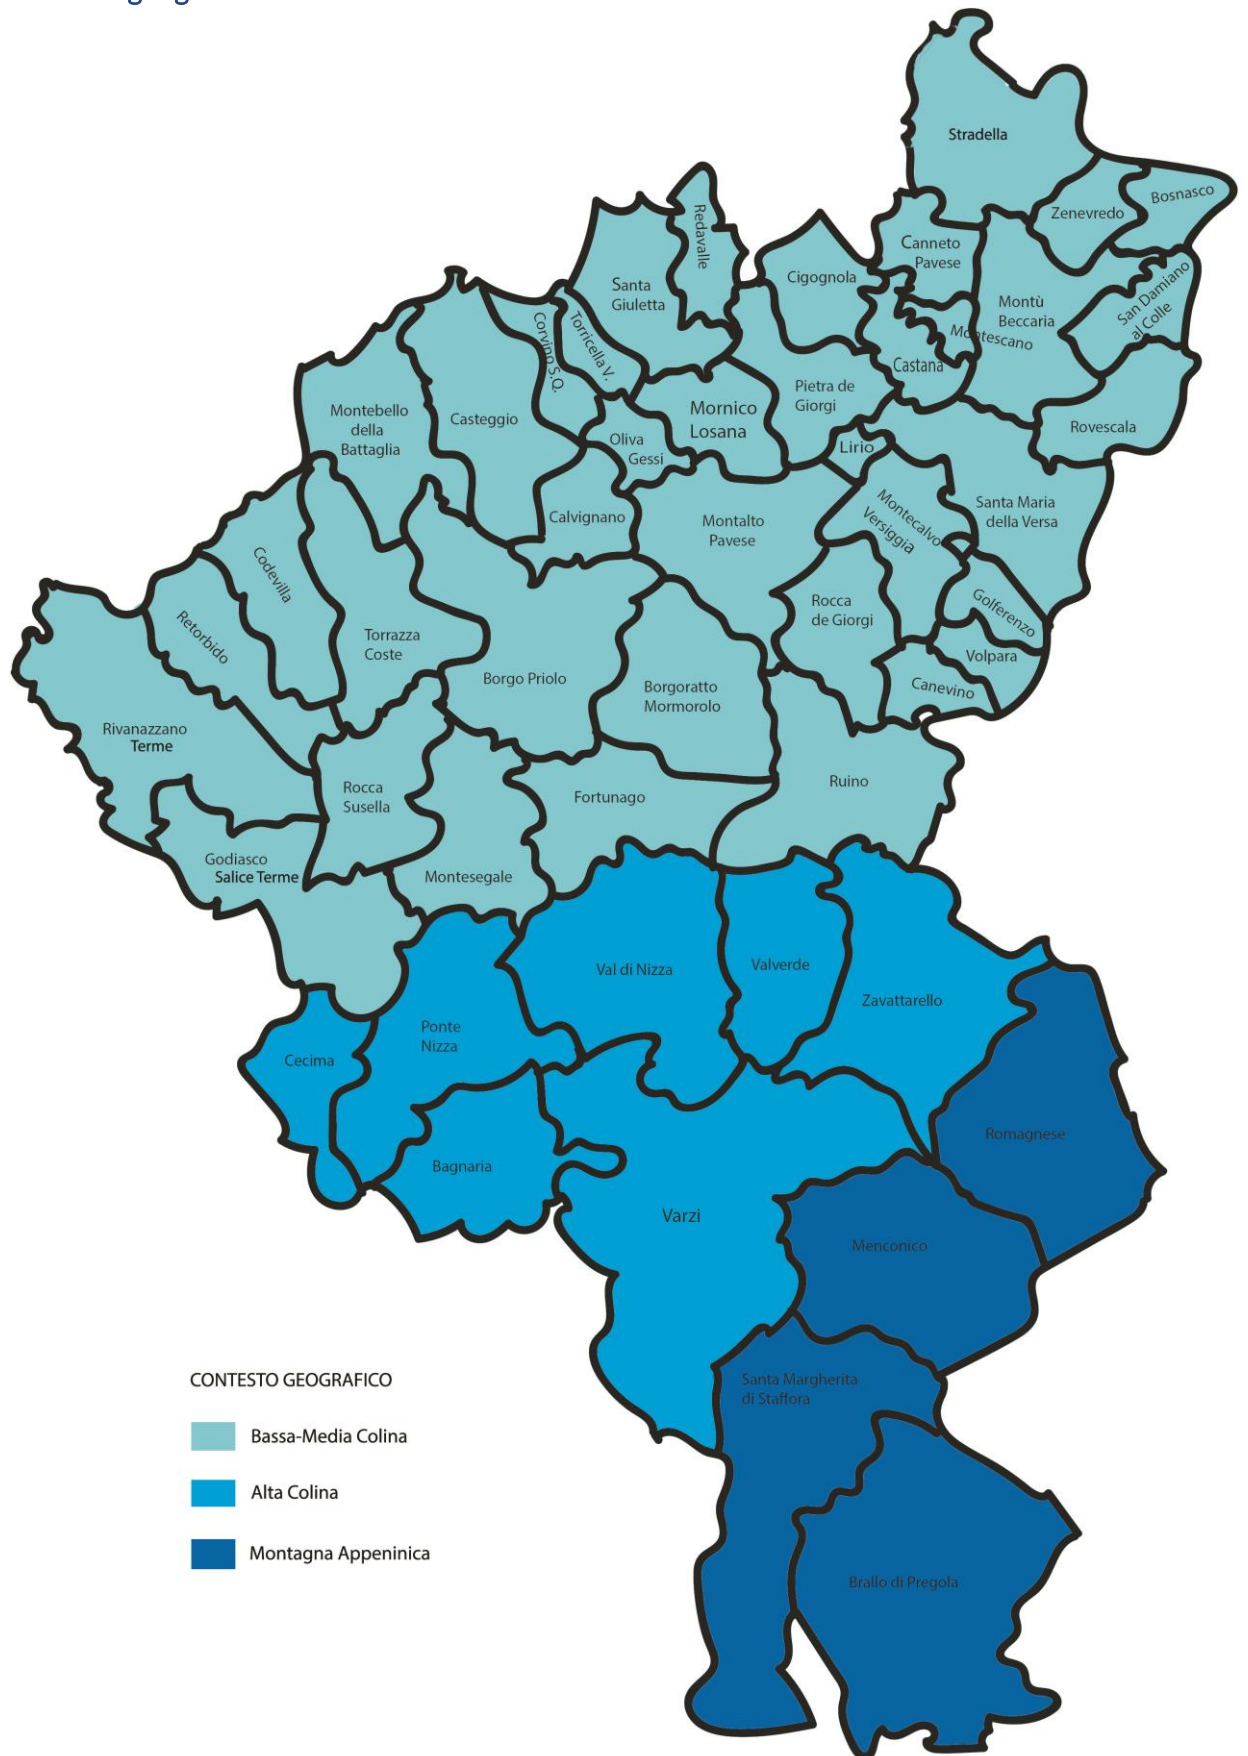 Stradella
Bosnasco
Zenevredo
Redavalle
Canneto
Pavese
Cigognola
Santa
Giuletta
San Damiano
al Colle
Montù
Beccaria
Montescano
Corvino S.Q.
Torricella V.
Castana
Pietra de
Giorgi
Mornico
Losana
Montebello
della
Battaglia
Casteggio
Rovescala
Oliva
Gessi
Lirio
Calvignano
Montalto
Pavese
Montecalvo
Versiggia
Santa Maria
della Versa
Codevilla
Retorbido
Torrazza
Coste
Rocca
de Giorgi
Golferenzo
Volpara
Canevino
Borgo Priolo
Borgoratto
Mormorolo
Rivanazzano
Terme
Rocca
Susella
Fortunago
Ruino
Godiasco
Salice Terme
Montesegale
Val di Nizza
Valverde
Zavattarello
Ponte
Nizza
Cecima
Romagnese
Bagnaria
Varzi
Menconico
Santa Margherita
di Staffora
Brallo di Pregola
CONTESTO GEOGRAFICO
Bassa-Media Colina
Alta Colina
Montagna Appeninica